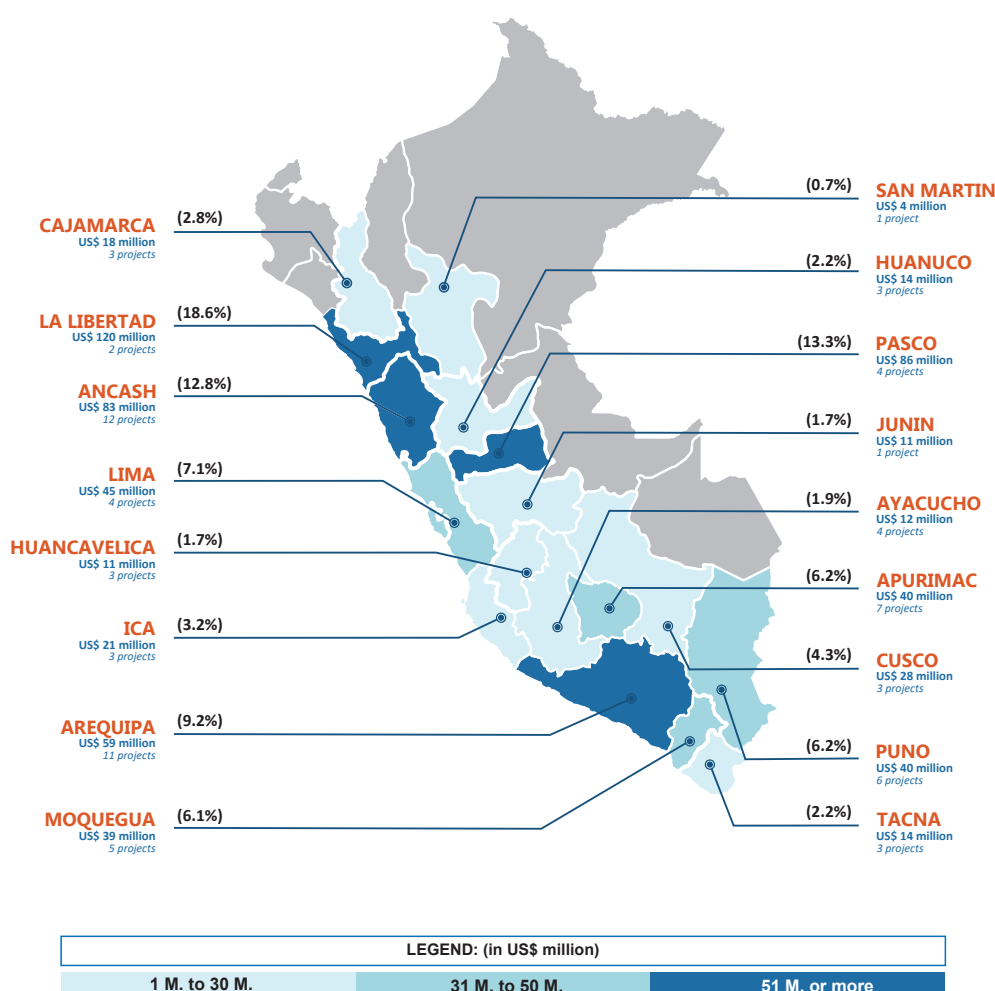 CAJAMARCA
US$ 18 million
3 projects
(2.8%)
LA LIBERTAD
US$ 120 million
2 projects
(18.6%)
ANCASH
US$ 83 million
12 projects
(12.8%)
LIMA
US$ 45 million
4 projects
(7.1%)
HUANCAVELICA
US$ 11 million
3 projects
(1.7%)
ICA
US$ 21 million
3 projects
(3.2%)
AREQUIPA
US$ 59 million
11 projects
(9.2%)
MOQUEGUA
US$ 39 million
5 projects
(6.1%)
(0.7%)
SAN MARTIN
US$ 4 million
1 project
(2.2%)
HUANUCO
US$ 14 million
3 projects
(13.3%)
PASCO
US$ 86 million
4 projects
(1.7%)
JUNIN
US$ 11 million
1 project
(1.9%)
AYACUCHO
US$ 12 million
4 projects
(6.2%)
APURIMAC
US$ 40 million
7 projects
(4.3%)
CUSCO
US$ 28 million
3 projects
(6.2%)
PUNO
US$ 40 million
6 projects
(2.2%)
TACNA
US$ 14 million
3 projects
LEGEND: (in US$ million)
1 M. to 30 M.
31 M. to 50 M.
51 M. or more